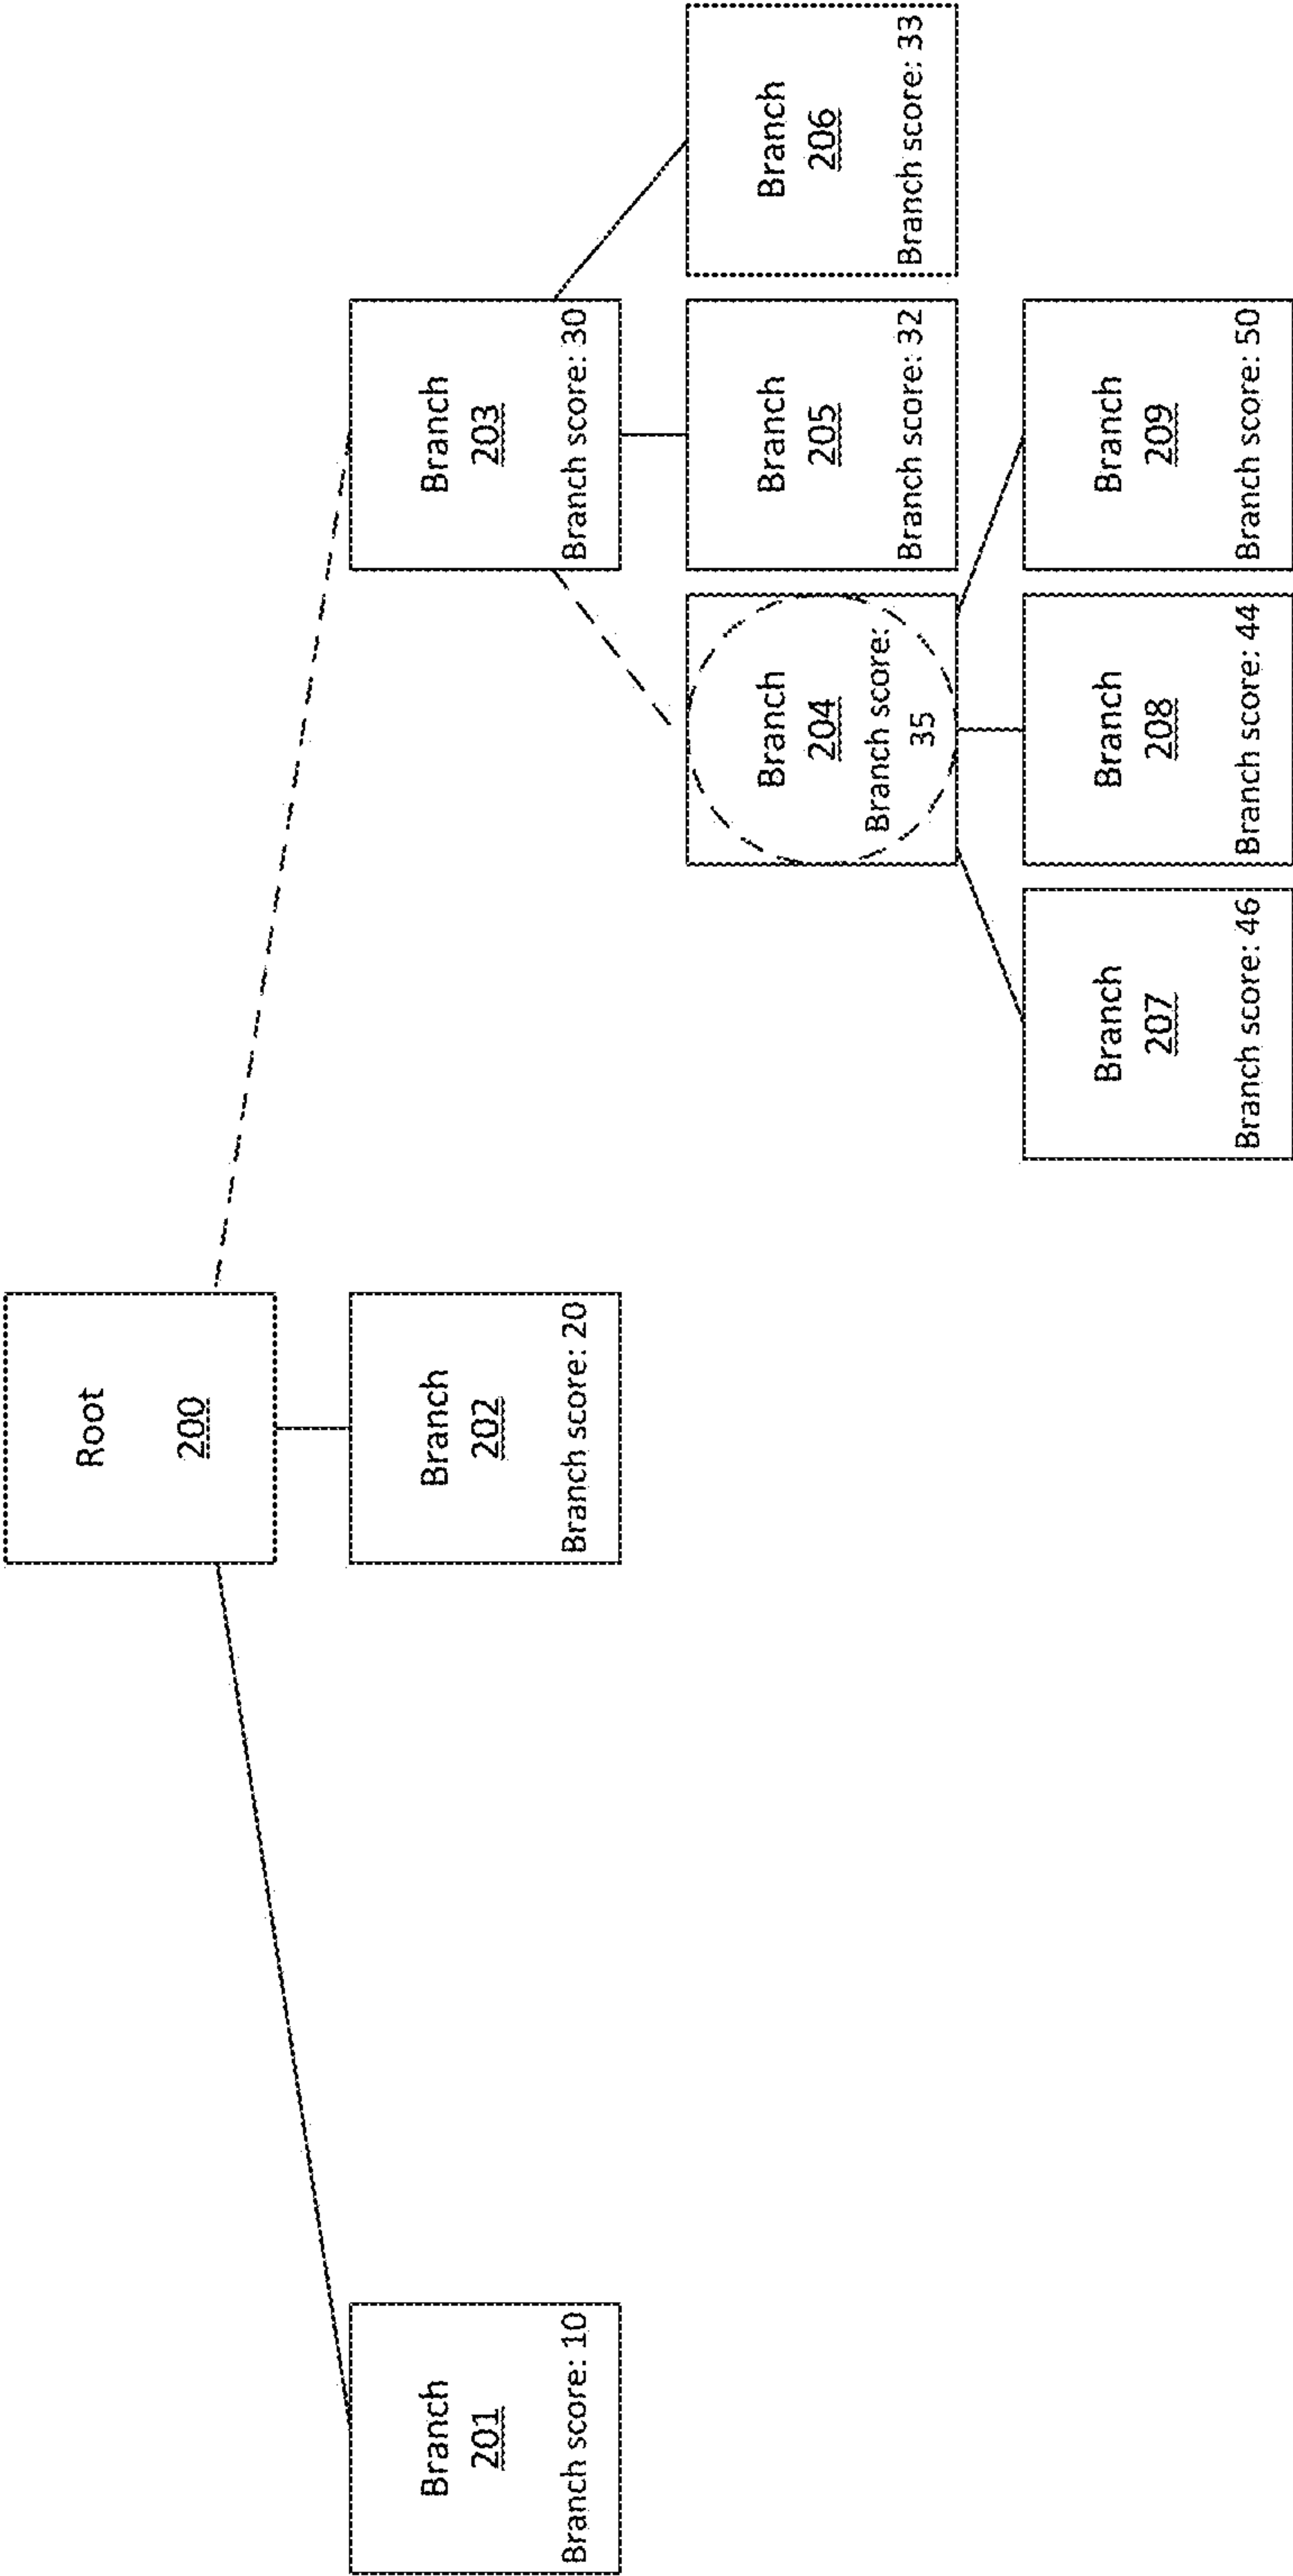 Root
200
Branch
201
Branch score: 10
Branch
202
Branch score: 20
Branch
203
Branch score: 30
Branch
204
Branch score:
35
Branch
205
Branch score: 32
Branch
206
Branch score: 33
Branch
207
Branch score: 46
Branch
208
Branch score: 44
Branch
209
Branch score: 50